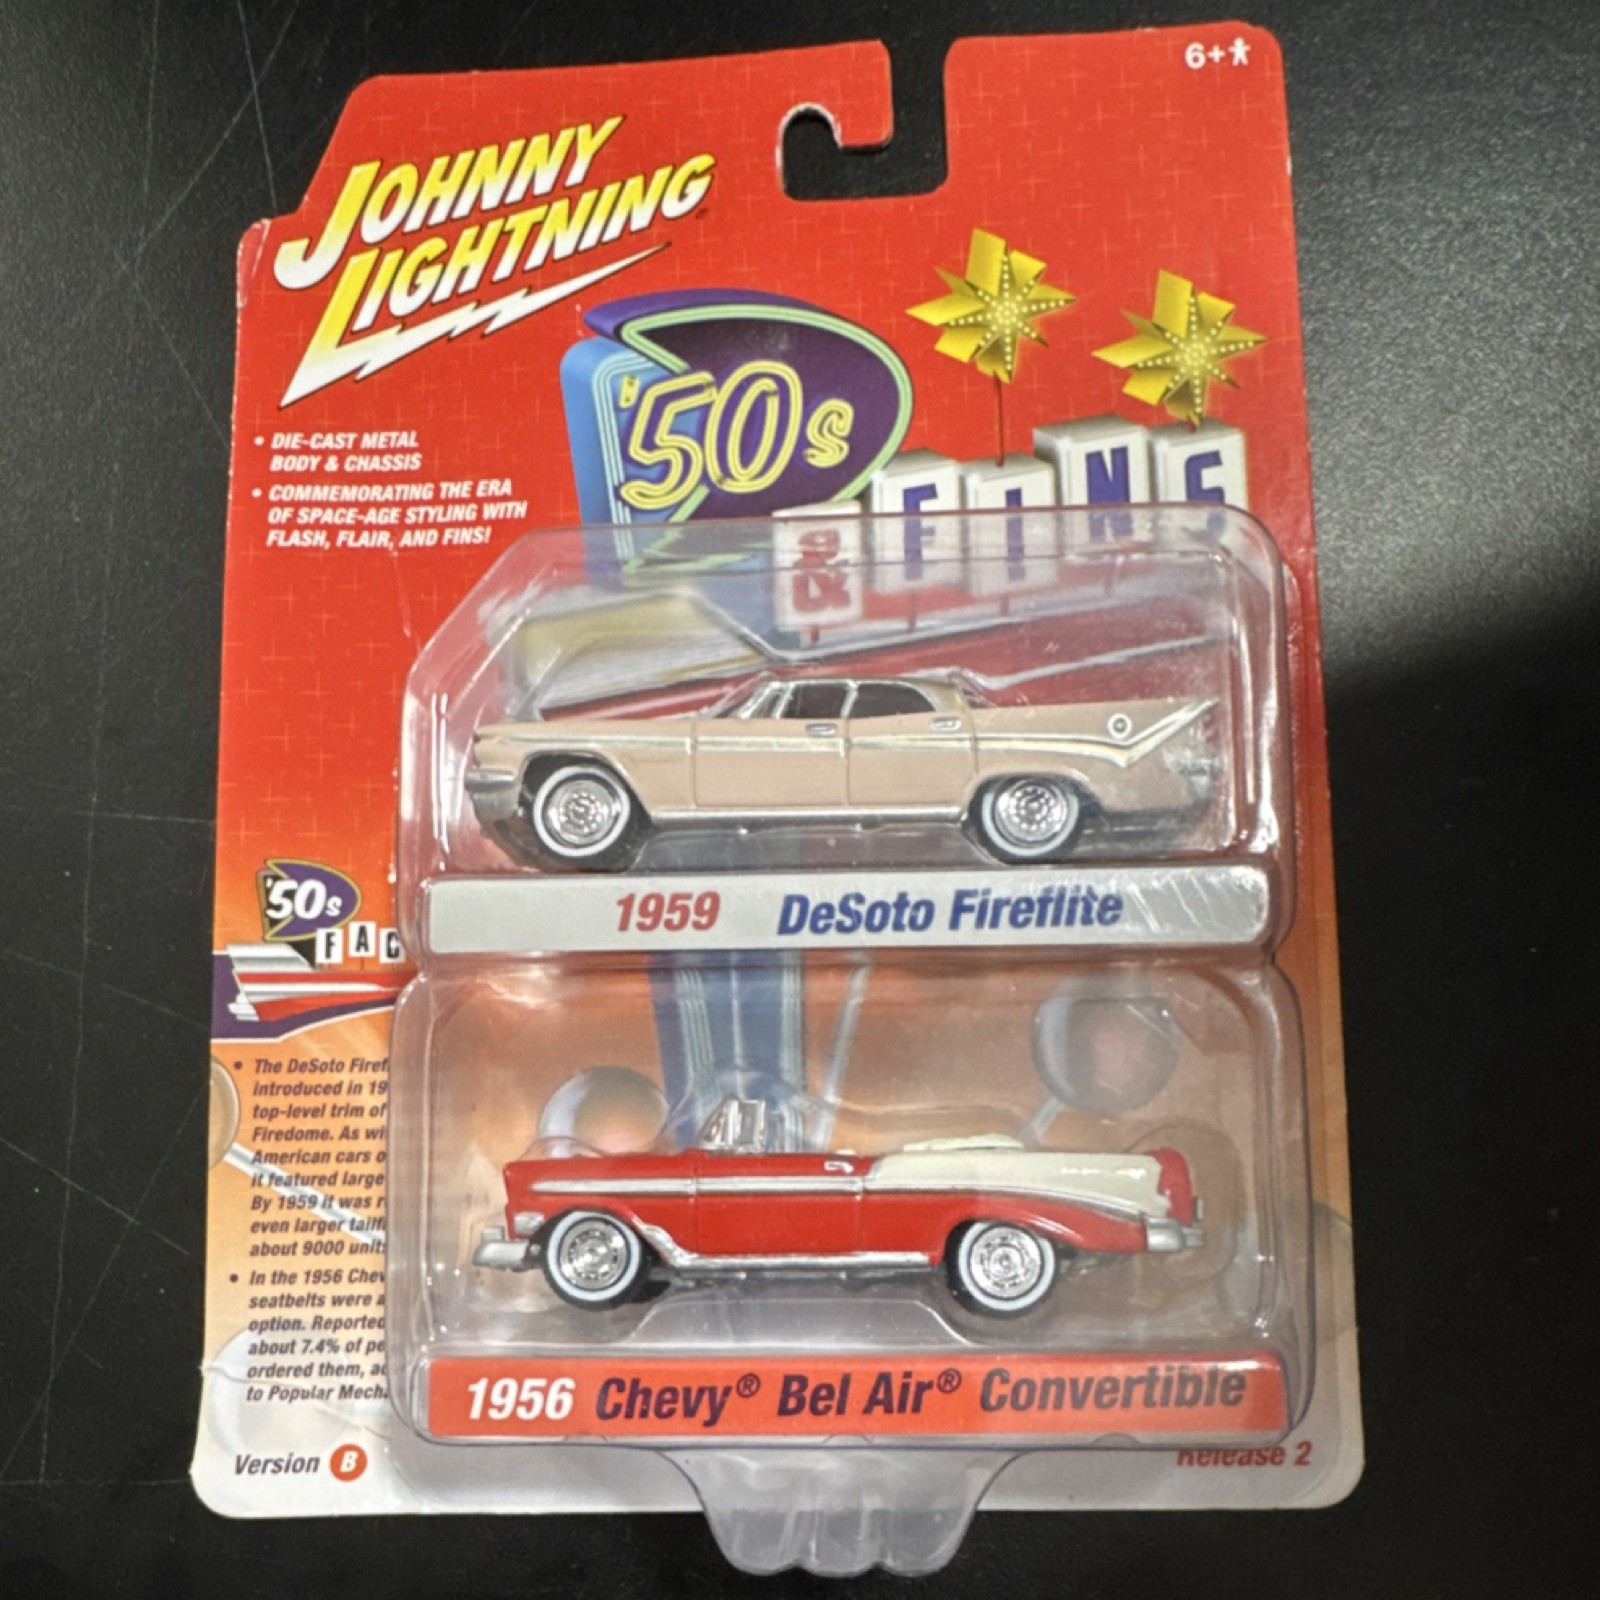 6+
JOHNNY
LIGHTNING
'50s
& FINS
• DIE-CAST METAL
BODY & CHASSIS
• COMMEMORATING THE ERA
OF SPACE-AGE STYLING WITH
FLASH, FLAIR, AND FINS!
1959 DeSoto Fireflite
'50s
FAC
• The DeSoto Firef
introduced in 19
top-level trim of
Firedome. As wi
American cars o
it featured large
By 1959 it was r
even larger tailfi
about 9000 units
• In the 1956 Chev
seatbelts were a
option. Reported
about 7.4% of pe
ordered them, ac
to Popular Mecha
1956 Chevy® Bel Air® Convertible
Version B
Release 2